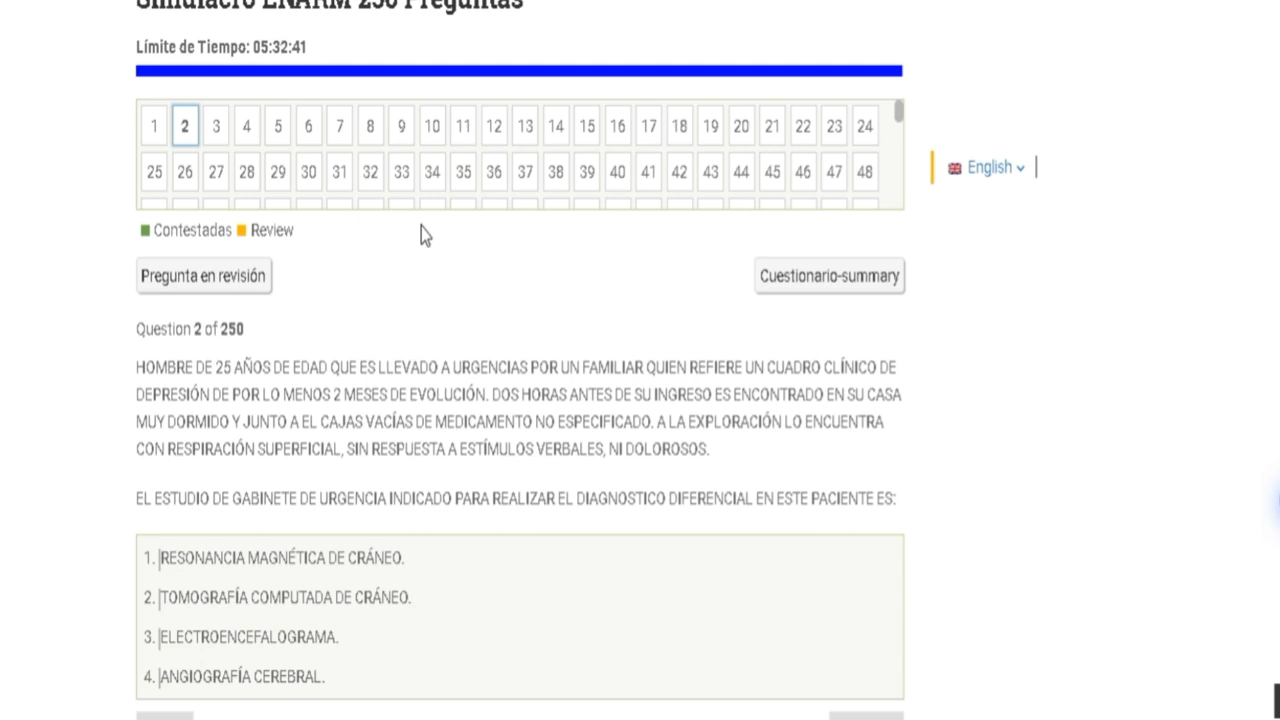 Simulacro ENARM 250 Preguntas
Límite de Tiempo: 05:32:41
1 2 3 4 5 6 7 8 9 10 11 12 13 14 15 16 17 18 19 20 21 22 23 24
25 26 27 28 29 30 31 32 33 34 35 36 37 38 39 40 41 42 43 44 45 46 47 48
English
Contestadas Review
Pregunta en revisión Cuestionario-summary
Question 2 of 250
HOMBRE DE 25 AÑOS DE EDAD QUE ES LLEVADO A URGENCIAS POR UN FAMILIAR QUIEN REFIERE UN CUADRO CLÍNICO DE
DEPRESIÓN DE POR LO MENOS 2 MESES DE EVOLUCIÓN. DOS HORAS ANTES DE SU INGRESO ES ENCONTRADO EN SU CASA
MUY DORMIDO Y JUNTO A EL CAJAS VACÍAS DE MEDICAMENTO NO ESPECIFICADO. A LA EXPLORACIÓN LO ENCUENTRA
CON RESPIRACIÓN SUPERFICIAL, SIN RESPUESTA A ESTÍMULOS VERBALES, NI DOLOROSOS.
EL ESTUDIO DE GABINETE DE URGENCIA INDICADO PARA REALIZAR EL DIAGNOSTICO DIFERENCIAL EN ESTE PACIENTE ES:
1. RESONANCIA MAGNÉTICA DE CRÁNEO.
2. TOMOGRAFÍA COMPUTADA DE CRÁNEO.
3. ELECTROENCEFALOGRAMA.
4. ANGIOGRAFÍA CEREBRAL.